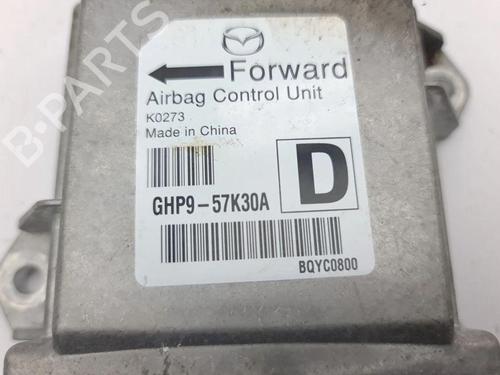 Forward
Airbag Control Unit
K0273
Made in China
GHP9-57K30A
D
BQYC0800
B-PARTS